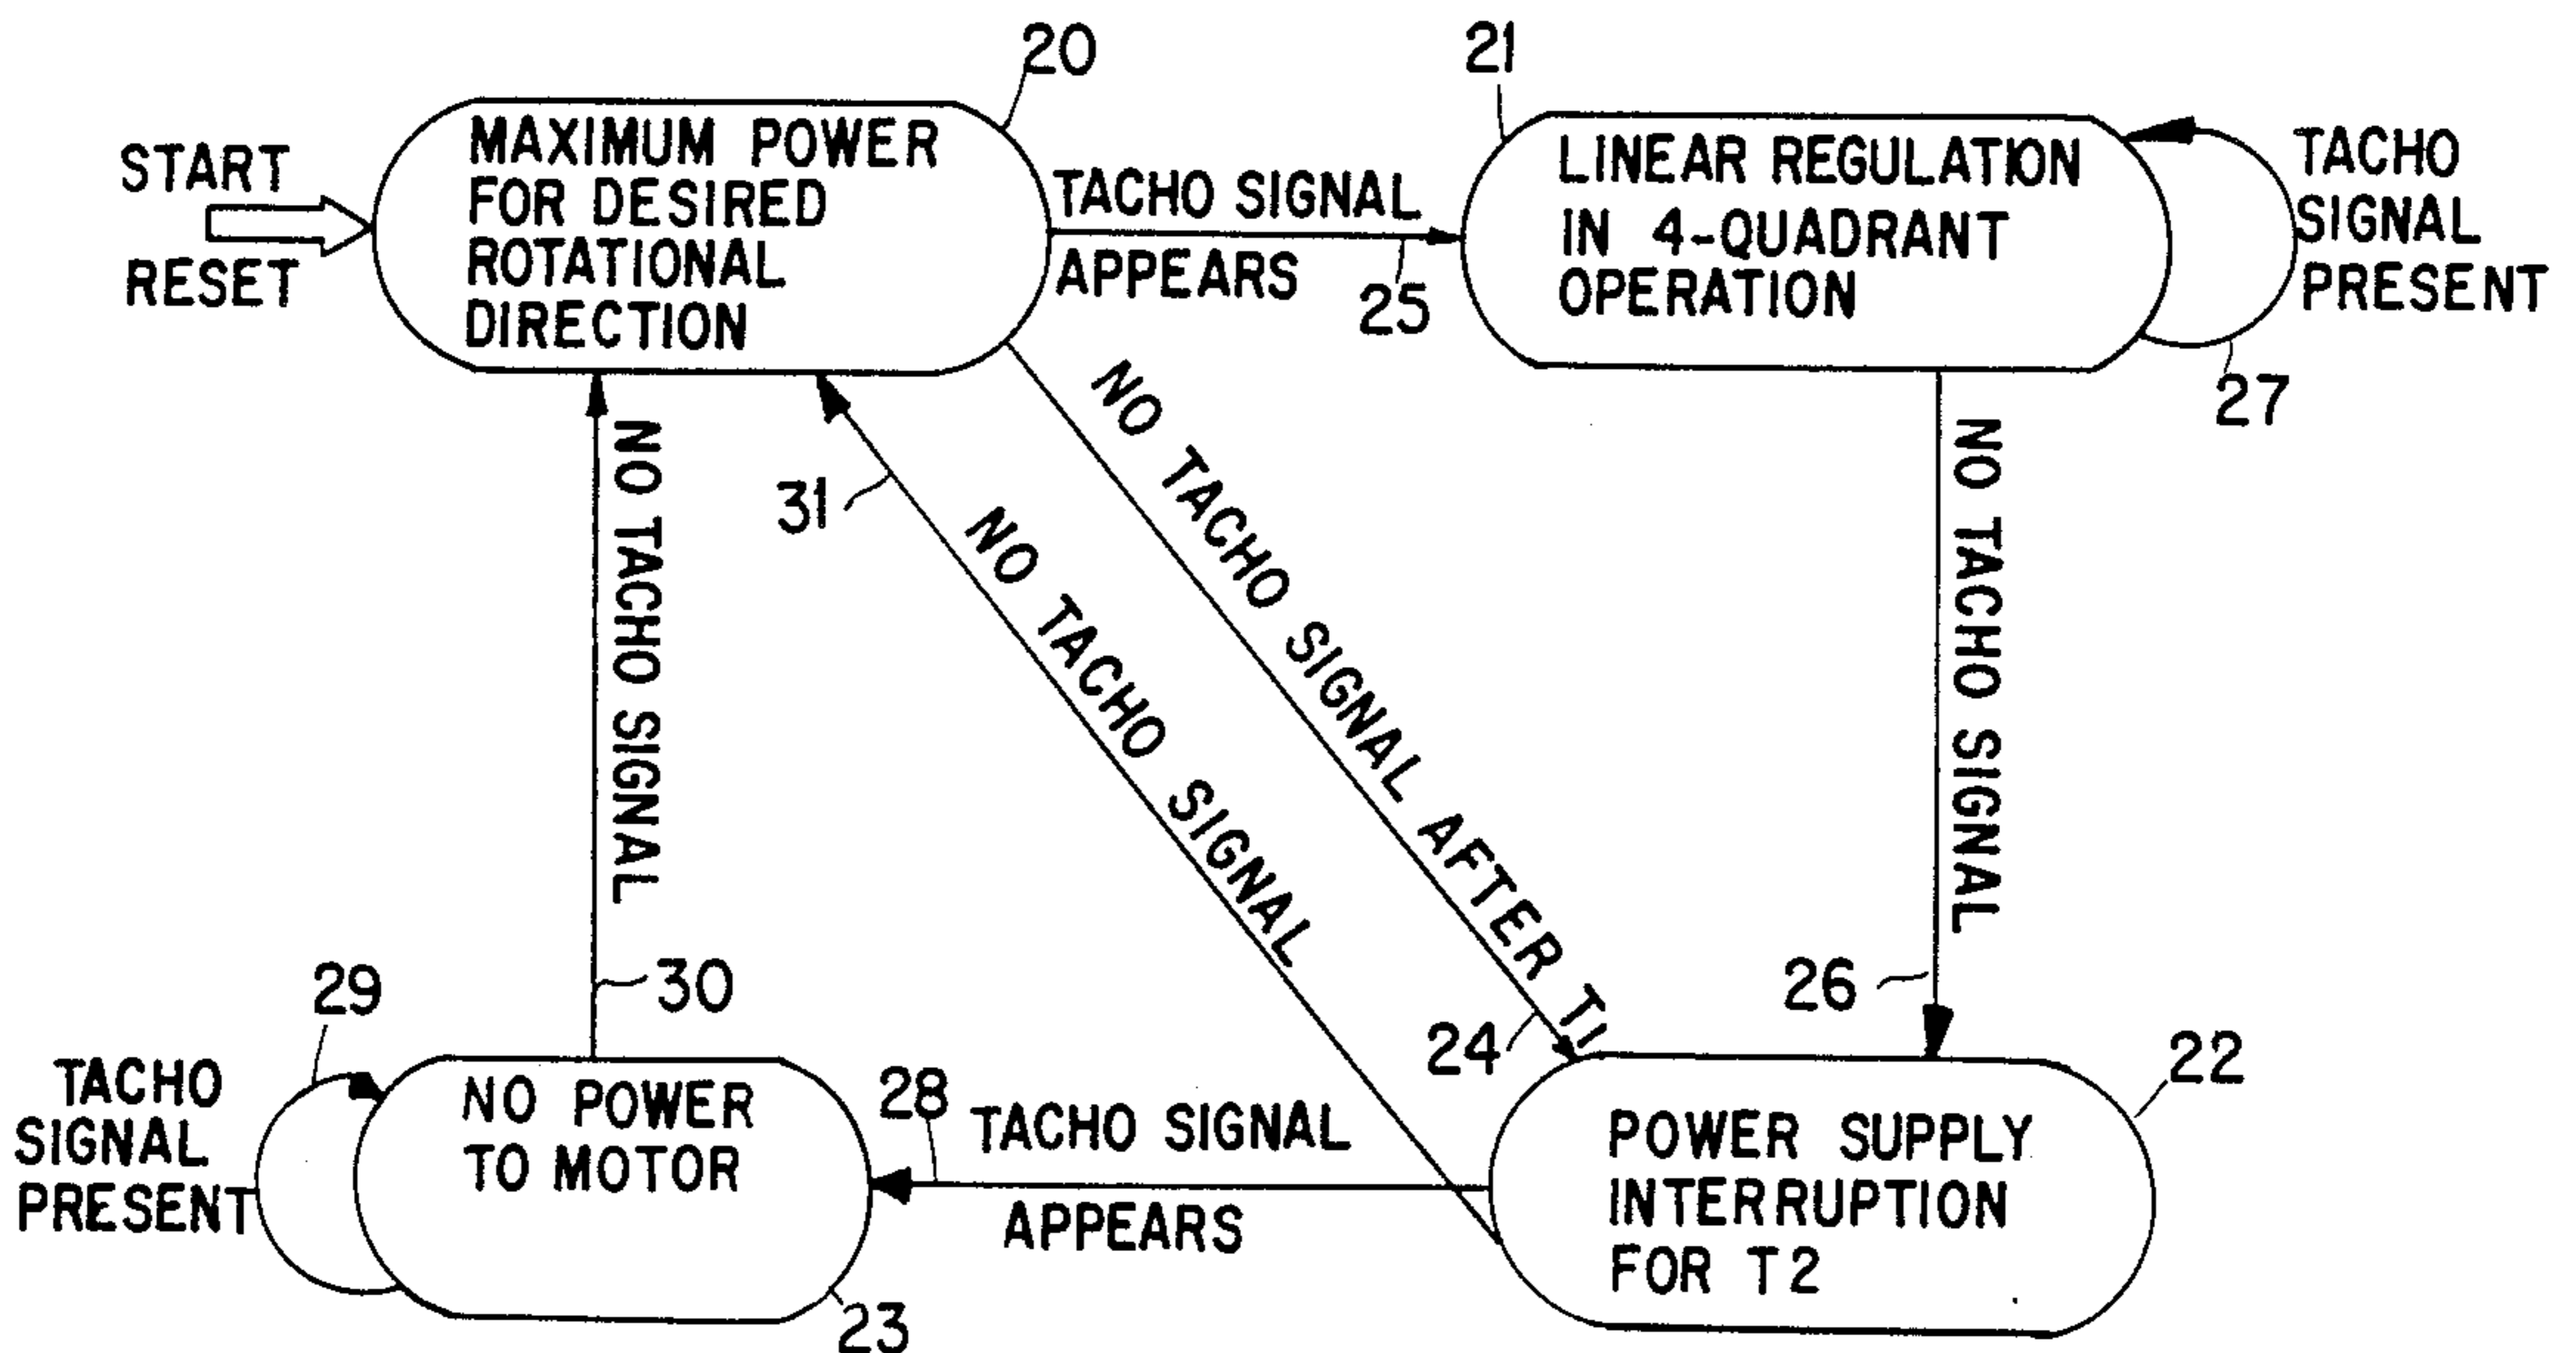 20
21
START
RESET
MAXIMUM POWER
FOR DESIRED
ROTATIONAL
DIRECTION
TACHO SIGNAL
APPEARS
25
LINEAR REGULATION
IN 4-QUADRANT
OPERATION
TACHO
SIGNAL
PRESENT
27
NO TACHO SIGNAL
31
NO TACHO SIGNAL
NO TACHO SIGNAL AFTER T1
NO TACHO SIGNAL
26
24
30
29
TACHO
SIGNAL
PRESENT
NO POWER
TO MOTOR
23
28
TACHO SIGNAL
APPEARS
22
POWER SUPPLY
INTERRUPTION
FOR T2